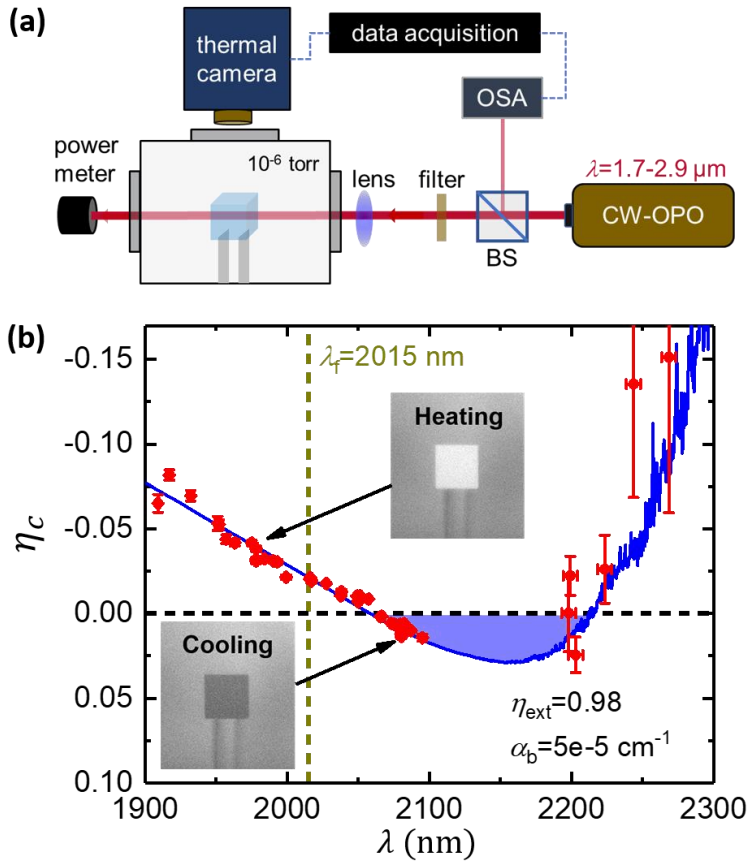 (a)
thermal
camera
data acquisition
OSA
power
meter
10⁻⁶ torr
lens
filter
λ=1.7-2.9 μm
CW-OPO
BS
(b)
-0.15
λf=2015 nm
Heating
-0.10
-0.05
ηc
0.00
Cooling
0.05
ηext=0.98
αb=5e-5 cm⁻¹
0.10
1900
2000
2100
2200
2300
λ (nm)